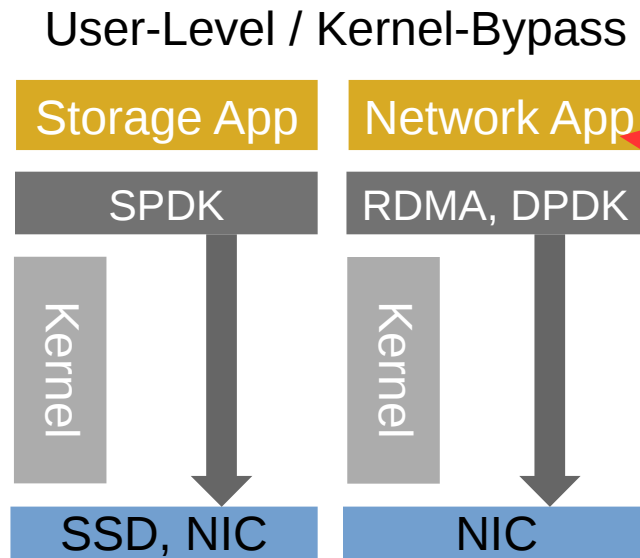 User-Level / Kernel-Bypass
Storage App
Network App
SPDK
RDMA, DPDK
Kernel
Kernel
SSD, NIC
NIC